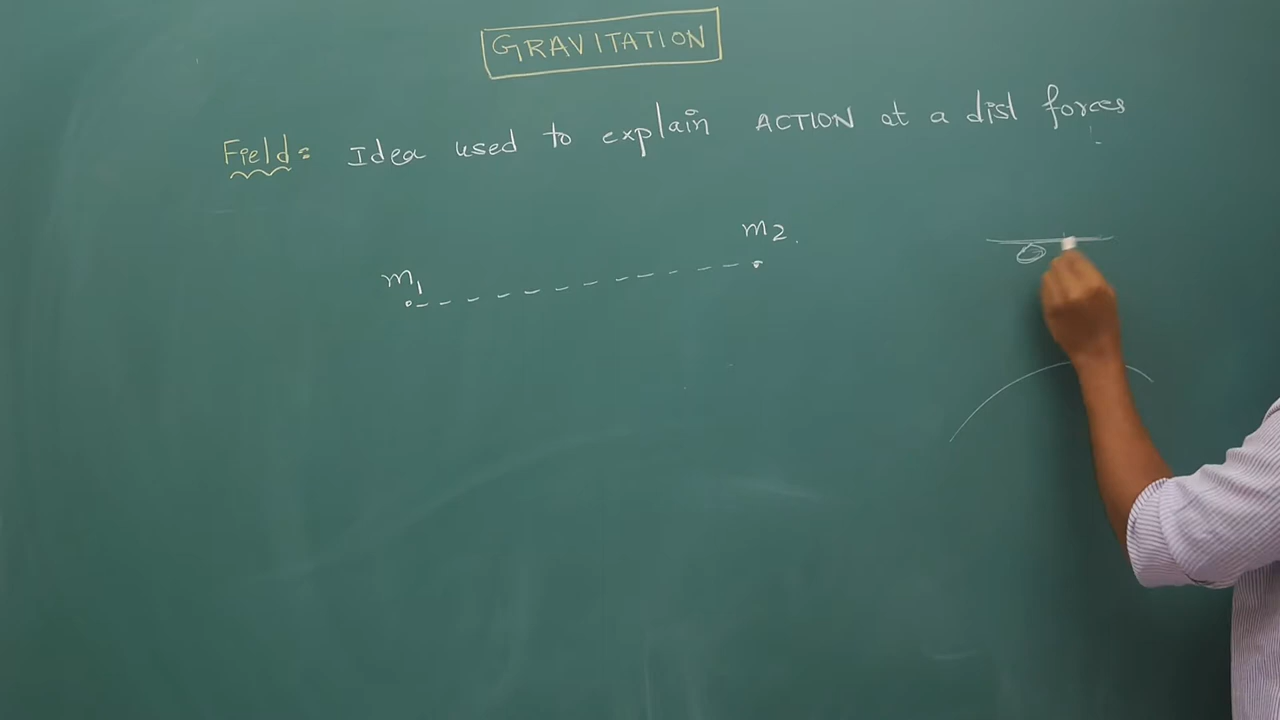 GRAVITATION
Field: Idea used to explain ACTION at a dist forces
m2
m1